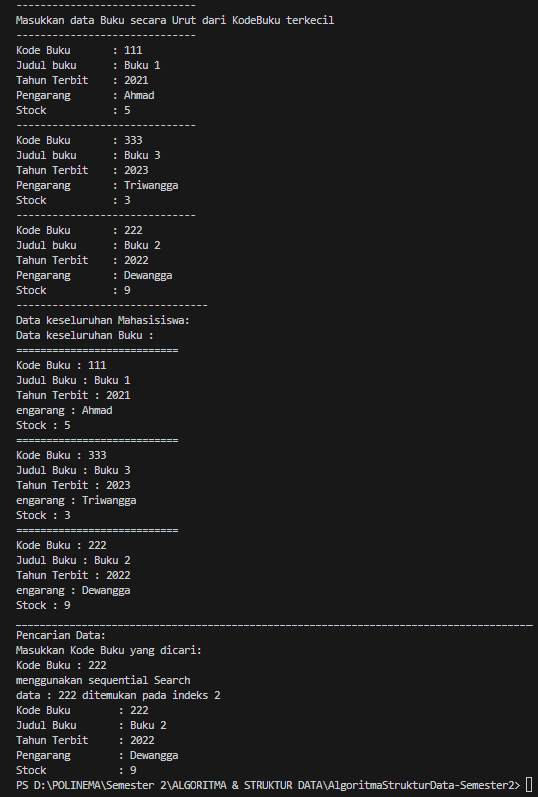 ------------------------------
Masukkan data Buku secara Urut dari KodeBuku terkecil
------------------------------
Kode Buku       : 111
Judul buku      : Buku 1
Tahun Terbit    : 2021
Pengarang       : Ahmad
Stock           : 5
------------------------------
Kode Buku       : 333
Judul buku      : Buku 3
Tahun Terbit    : 2023
Pengarang       : Triwangga
Stock           : 3
------------------------------
Kode Buku       : 222
Judul buku      : Buku 2
Tahun Terbit    : 2022
Pengarang       : Dewangga
Stock           : 9
--------------------------------
Data keseluruhan Mahasisiswa:
Data keseluruhan Buku :
===========================
Kode Buku : 111
Judul Buku : Buku 1
Tahun Terbit : 2021
engarang : Ahmad
Stock : 5
===========================
Kode Buku : 333
Judul Buku : Buku 3
Tahun Terbit : 2023
engarang : Triwangga
Stock : 3
===========================
Kode Buku : 222
Judul Buku : Buku 2
Tahun Terbit : 2022
engarang : Dewangga
Stock : 9
______________________________________________________________________________________
Pencarian Data:
Masukkan Kode Buku yang dicari:
Kode Buku : 222
menggunakan sequential Search
data : 222 ditemukan pada indeks 2
Kode Buku        : 222
Judul Buku       : Buku 2
Tahun Terbit     : 2022
Pengarang        : Dewangga
Stock            : 9
PS D:\POLINEMA\Semester 2\ALGORITMA & STRUKTUR DATA\AlgoritmaStrukturData-Semester2>